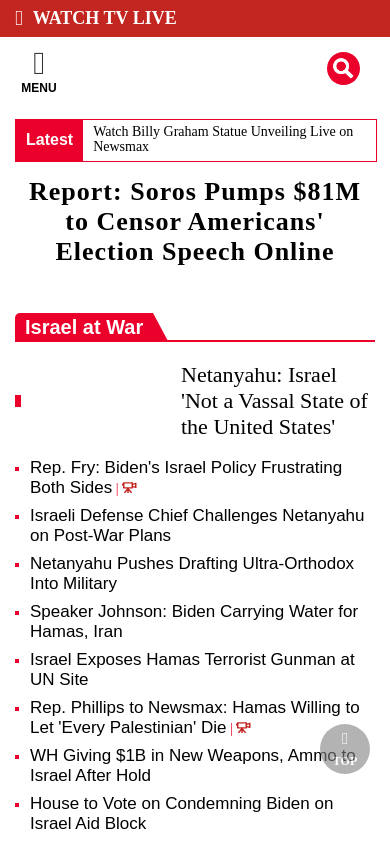 WATCH TV LIVE
MENU
Latest
Watch Billy Graham Statue Unveiling Live on
Newsmax
Report: Soros Pumps $81M
to Censor Americans'
Election Speech Online
Israel at War
Netanyahu: Israel
'Not a Vassal State of
the United States'
Rep. Fry: Biden's Israel Policy Frustrating
Both Sides |
Israeli Defense Chief Challenges Netanyahu
on Post-War Plans
Netanyahu Pushes Drafting Ultra-Orthodox
Into Military
Speaker Johnson: Biden Carrying Water for
Hamas, Iran
Israel Exposes Hamas Terrorist Gunman at
UN Site
Rep. Phillips to Newsmax: Hamas Willing to
Let 'Every Palestinian' Die |
WH Giving $1B in New Weapons, Ammo to
Israel After Hold
TOP
House to Vote on Condemning Biden on
Israel Aid Block